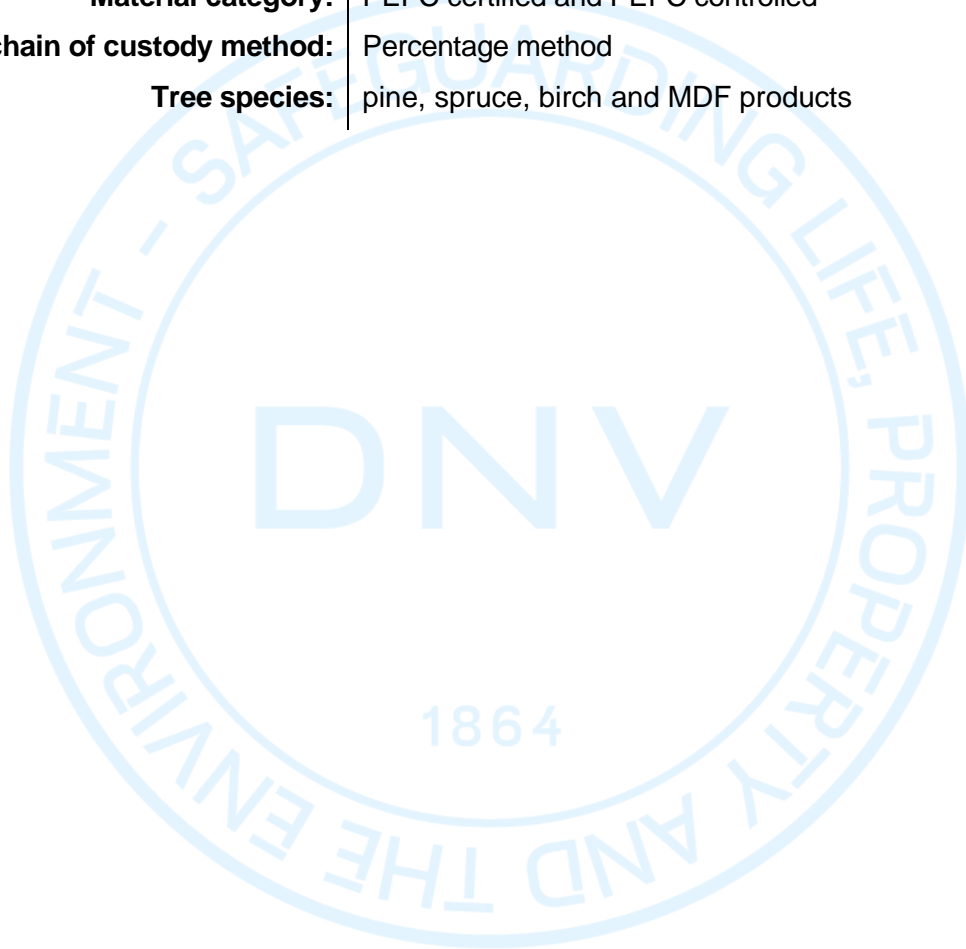 Material category: PEFC certified and PEFC controlled
chain of custody method: Percentage method
Tree species: pine, spruce, birch and MDF products
SAFEGUARDING LIFE, PROPERTY AND THE ENVIRONMENT -
DNV
1864